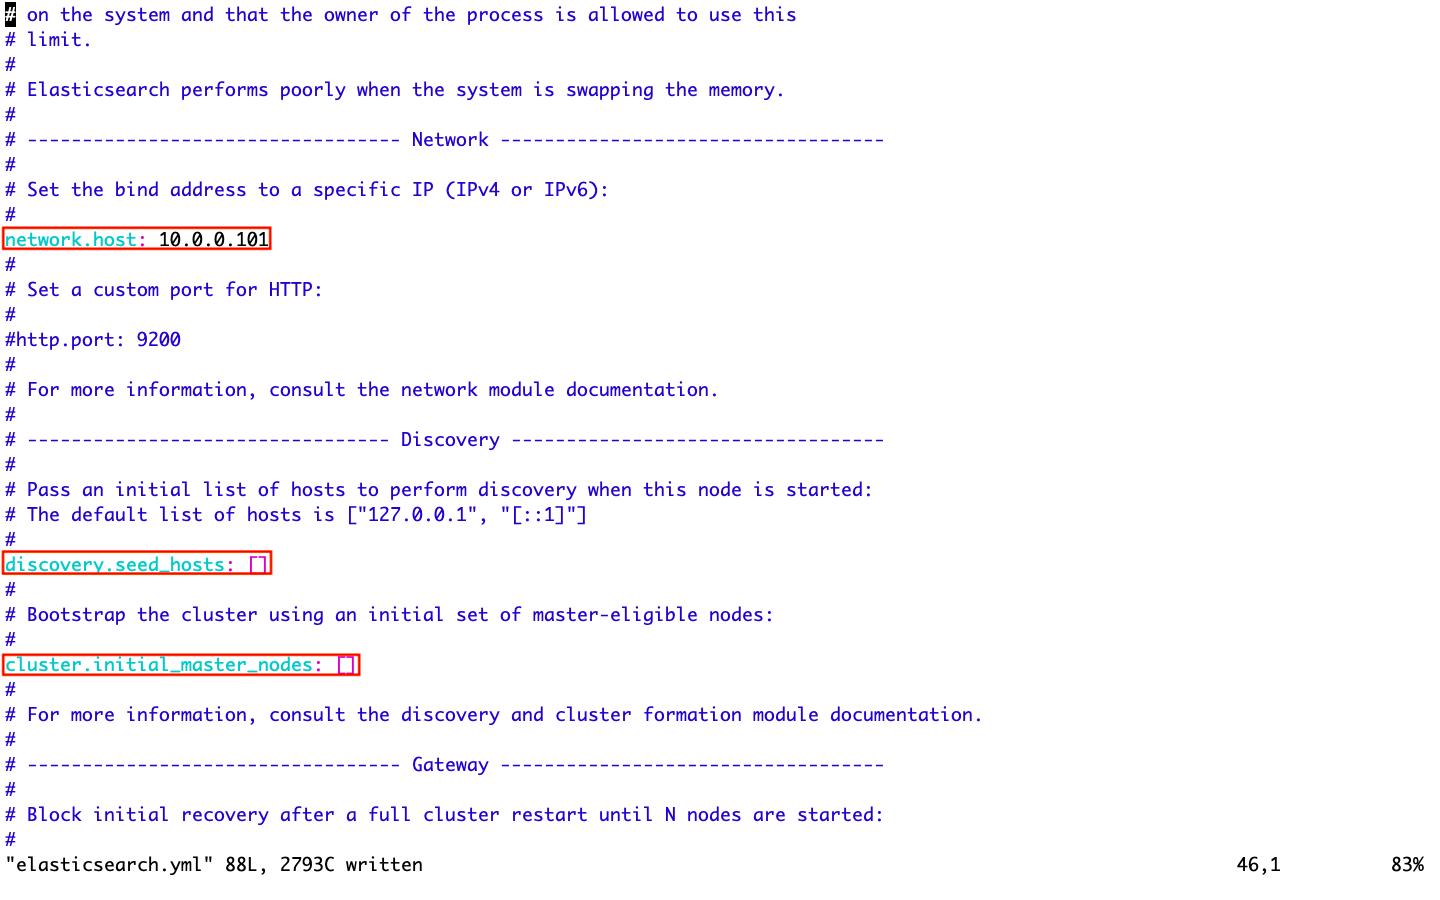 # on the system and that the owner of the process is allowed to use this
# limit.
#
# Elasticsearch performs poorly when the system is swapping the memory.
#
# ---------------------------------- Network -----------------------------------
#
# Set the bind address to a specific IP (IPv4 or IPv6):
#
network.host: 10.0.0.101
#
# Set a custom port for HTTP:
#
#http.port: 9200
#
# For more information, consult the network module documentation.
#
# --------------------------------- Discovery ----------------------------------
#
# Pass an initial list of hosts to perform discovery when this node is started:
# The default list of hosts is ["127.0.0.1", "[::1]"]
#
discovery.seed_hosts: []
#
# Bootstrap the cluster using an initial set of master-eligible nodes:
#
cluster.initial_master_nodes: []
#
# For more information, consult the discovery and cluster formation module documentation.
#
# ---------------------------------- Gateway -----------------------------------
#
# Block initial recovery after a full cluster restart until N nodes are started:
#
"elasticsearch.yml" 88L, 2793C written 46,1 83%